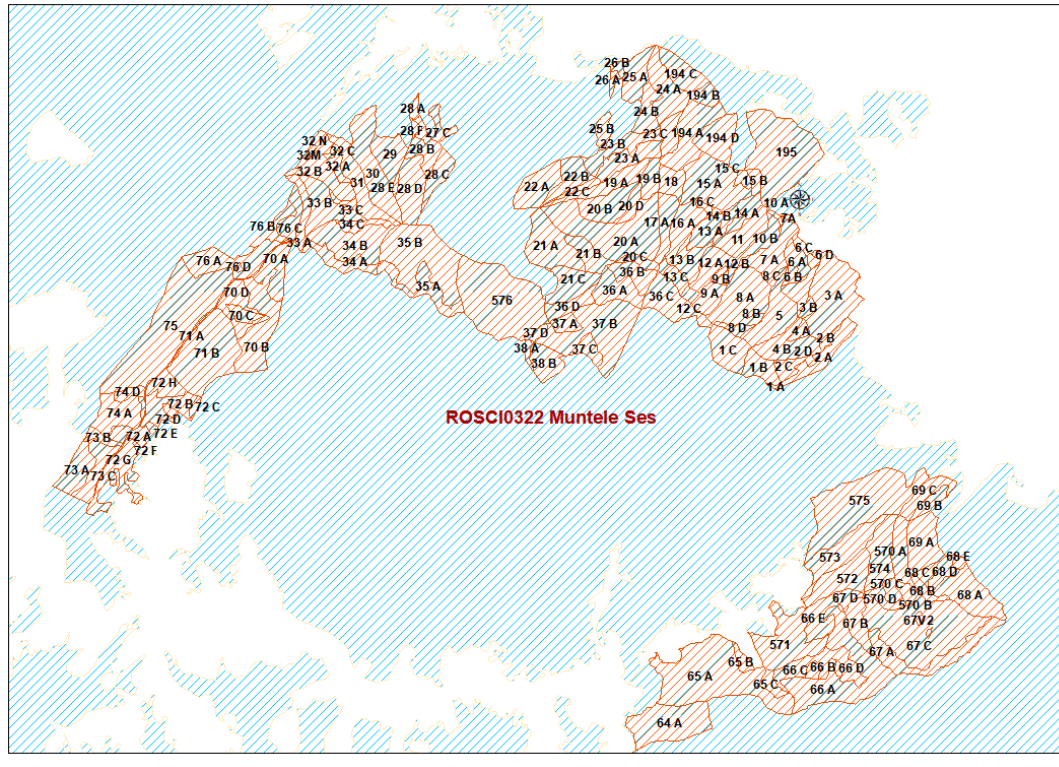 26 B
194 C
26 A
25 A
24 A
194 B
28 A
24 B
25 B
28 F
27 C
23 C
194 A
194 D
32 N
23 B
28 B
195
32 C
29
32M
23 A
32 A
15 C
32 B
30
28 C
22 B
19 B
18
15 A
15 B
31
28 E
28 D
22 A
22 C
19 A
33 B
16 C
10 A
33 C
20 B
20 D
14 B
14 A
7A
76 B
76 C
34 C
17 A
16 A
13 A
33 A
34 B
35 B
21 A
20 A
11
10 B
6 C
6 D
76 A
70 A
34 A
21 B
20 C
13 B
12 A
12 B
7 A
6 A
76 D
36 B
13 C
9 B
8 C
6 B
21 C
35 A
70 D
36 A
36 C
9 A
8 A
3 A
576
36 D
12 C
8 B
5
3 B
70 C
75
37 A
37 B
8 D
4 A
71 A
37 D
2 B
71 B
70 B
38 A
37 C
1 C
4 B
2 D
2 A
38 B
1 B
2 C
72 H
1 A
74 D
72 B
72 C
74 A
72 D
ROSCI0322 Muntele Ses
73 B
72 A
72 E
72 F
72 G
73 A
73 C
69 C
575
69 B
69 A
570 A
573
68 E
574
68 C
68 D
572
570 C
68 B
67 D
570 D
570 B
68 A
66 E
67 B
67V2
571
67 A
67 C
65 B
66 C
66 B
66 D
65 A
65 C
66 A
64 A